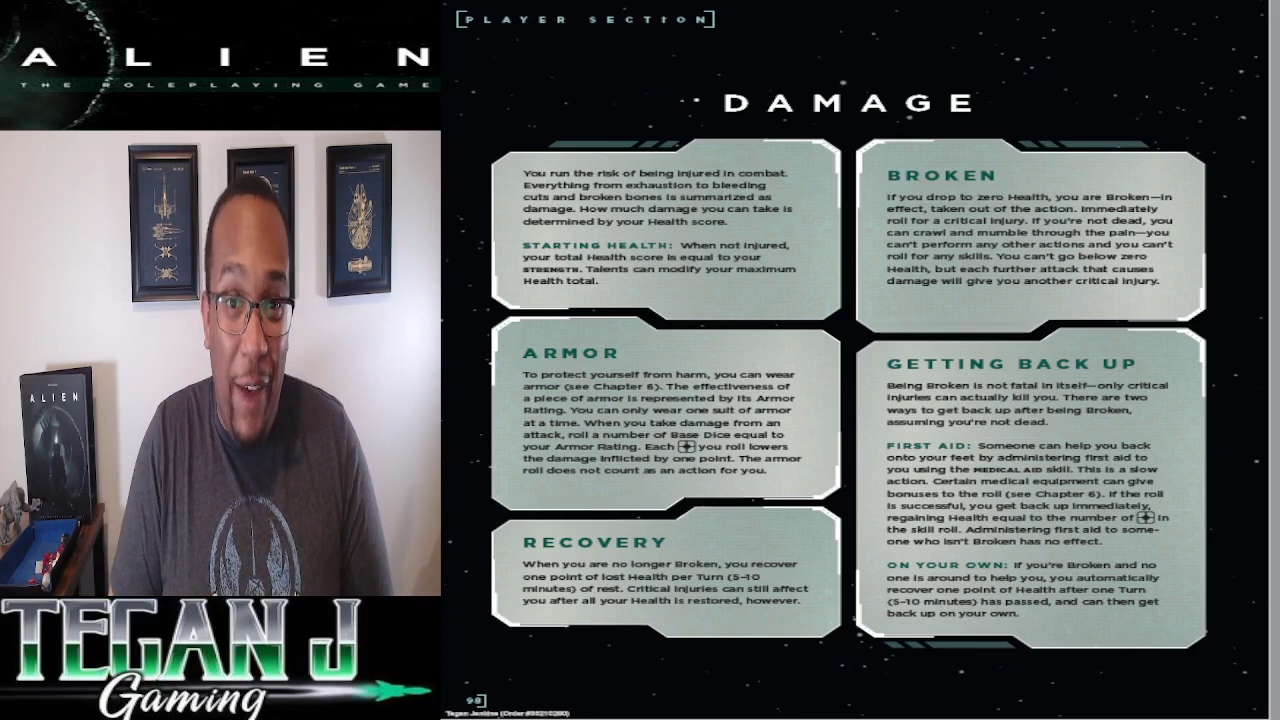 ALIEN
THE ROLEPLAYING GAME
ALIEN
TEGAN J
Gaming
[PLAYER SECTION]
DAMAGE
You run the risk of being injured in combat.
Everything from exhaustion to bleeding
cuts and broken bones is summarized as
damage. How much damage you can take is
determined by your Health score.
STARTING HEALTH: When not injured,
your total Health score is equal to your
STRENGTH. Talents can modify your maximum
Health total.
ARMOR
To protect yourself from harm, you can wear
armor (see Chapter 6). The effectiveness of
a piece of armor is represented by its Armor
Rating. You can only wear one suit of armor
at a time. When you take damage from an
attack, roll a number of Base Dice equal to
your Armor Rating. Each you roll lowers
the damage inflicted by one point. The armor
roll does not count as an action for you.
RECOVERY
When you are no longer Broken, you recover
one point of lost Health per Turn (5–10
minutes) of rest. Critical injuries can still affect
you after all your Health is restored, however.
BROKEN
If you drop to zero Health, you are Broken—in
effect, taken out of the action. Immediately
roll for a critical injury. If you're not dead, you
can crawl and mumble through the pain—you
can't perform any other actions and you can't
roll for any skills. You can't go below zero
Health, but each further attack that causes
damage will give you another critical injury.
GETTING BACK UP
Being Broken is not fatal in itself—only critical
injuries can actually kill you. There are two
ways to get back up after being Broken,
assuming you're not dead.
FIRST AID: Someone can help you back
onto your feet by administering first aid to
you using the MEDICAL AID skill. This is a slow
action. Certain medical equipment can give
bonuses to the roll (see Chapter 6). If the roll
is successful, you get back up immediately,
regaining Health equal to the number of in
the skill roll. Administering first aid to some-
one who isn't Broken has no effect.
ON YOUR OWN: If you're Broken and no
one is around to help you, you automatically
recover one point of Health after one Turn
(5–10 minutes) has passed, and can then get
back up on your own.
98]